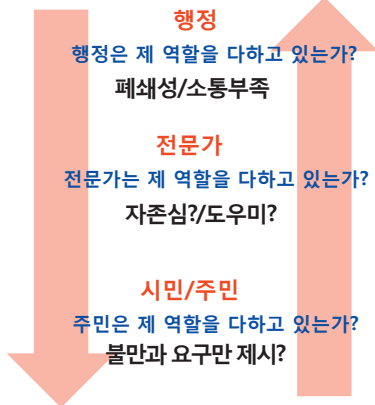 행정
행정은 제 역할을 다하고 있는가?
폐쇄성/소통부족
전문가
전문가는 제 역할을 다하고 있는가?
자존심?/도우미?
시민/주민
주민은 제 역할을 다하고 있는가?
불만과 요구만 제시?